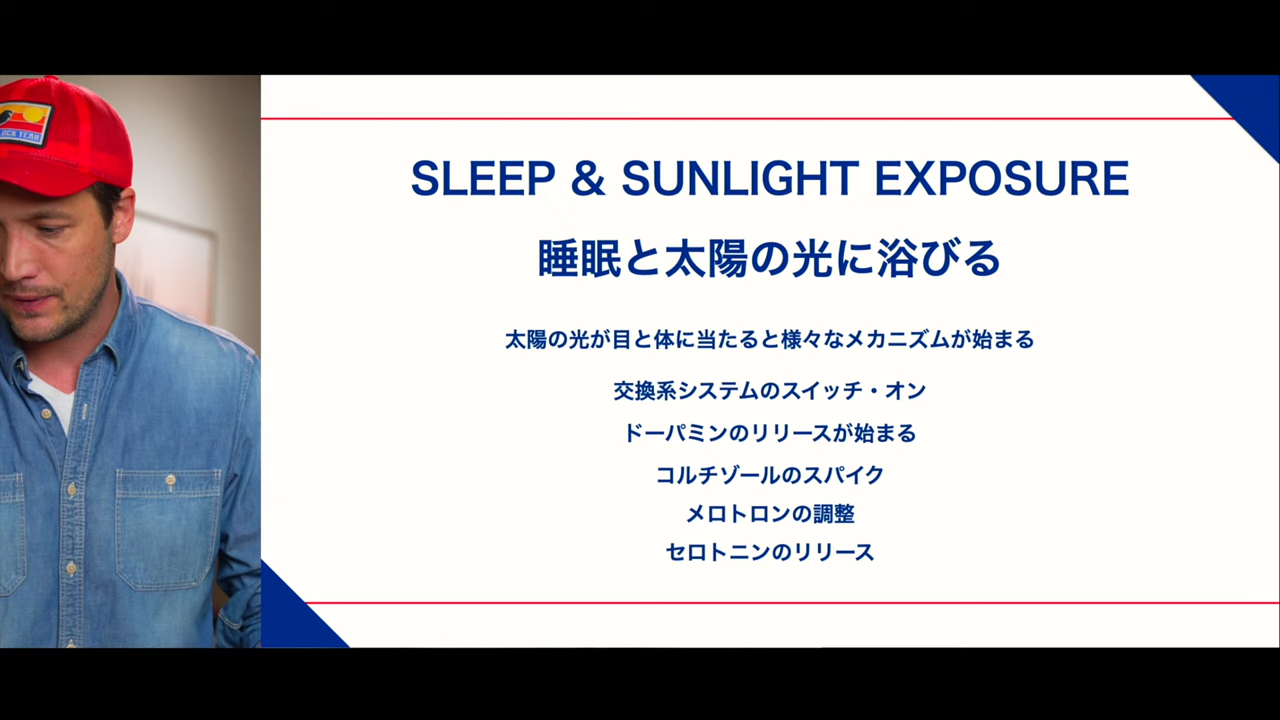 SLEEP & SUNLIGHT EXPOSURE
睡眠と太陽の光に浴びる
太陽の光が目と体に当たると様々なメカニズムが始まる
交換系システムのスイッチ・オン
ドーパミンのリリースが始まる
コルチゾールのスパイク
メロトロンの調整
セロトニンのリリース